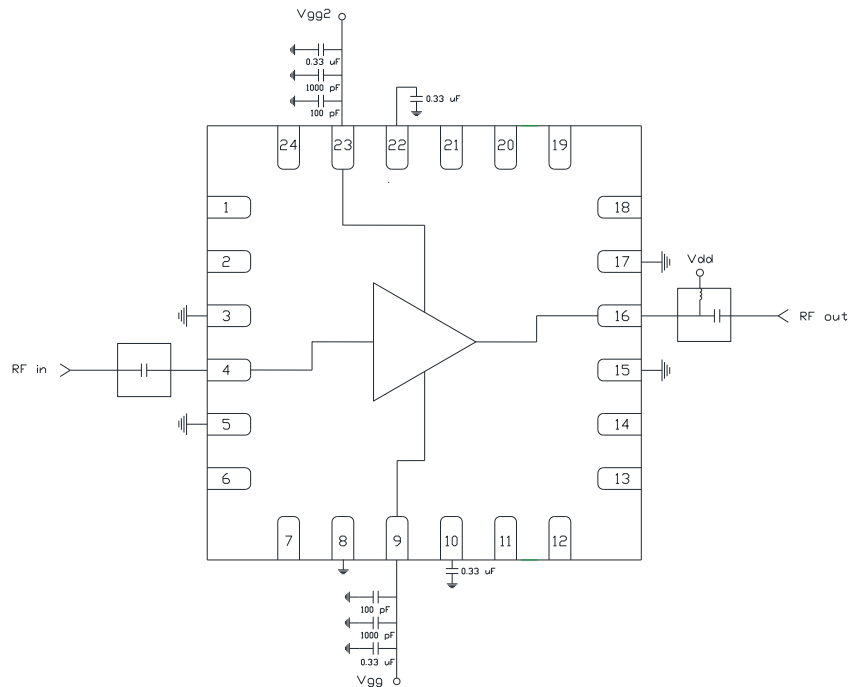 Vgg2
0.33 uF
1000 pF
100 pF
0.33 uF
24 23 22 21 20 19
1
2
3
4
5
6
18
17
16
15
14
13
Vdd
RF out
RF in
7 8 9 10 11 12
0.33 uF
100 pF
1000 pF
0.33 uF
Vgg